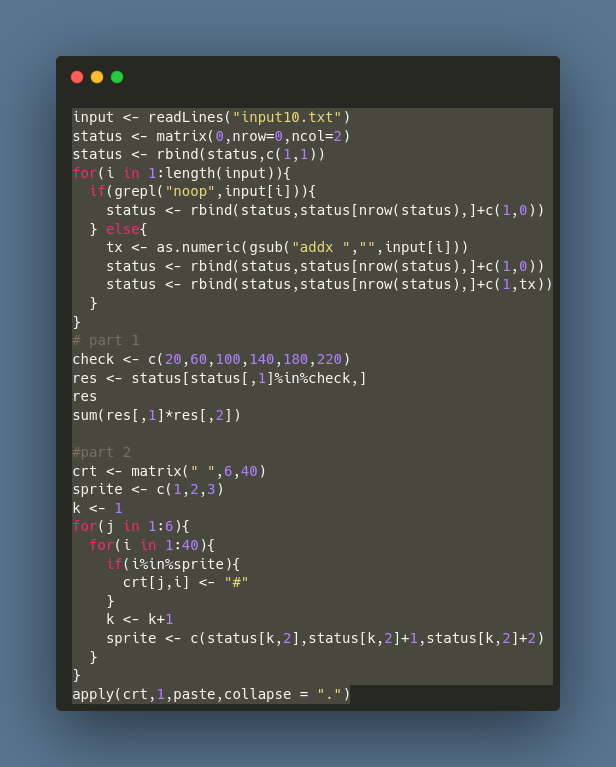 input <- readLines("input10.txt")
status <- matrix(0,nrow=0,ncol=2)
status <- rbind(status,c(1,1))
for(i in 1:length(input)){
  if(grepl("noop",input[i])){
    status <- rbind(status,status[nrow(status),]+c(1,0))
  } else{
    tx <- as.numeric(gsub("addx ","",input[i]))
    status <- rbind(status,status[nrow(status),]+c(1,0))
    status <- rbind(status,status[nrow(status),]+c(1,tx))
  }
}
# part 1
check <- c(20,60,100,140,180,220)
res <- status[status[,1]%in%check,]
res
sum(res[,1]*res[,2])

#part 2
crt <- matrix(" ",6,40)
sprite <- c(1,2,3)
k <- 1
for(j in 1:6){
  for(i in 1:40){
    if(i%in%sprite){
      crt[j,i] <- "#"
    }
    k <- k+1
    sprite <- c(status[k,2],status[k,2]+1,status[k,2]+2)
  }
}
apply(crt,1,paste,collapse = ".")